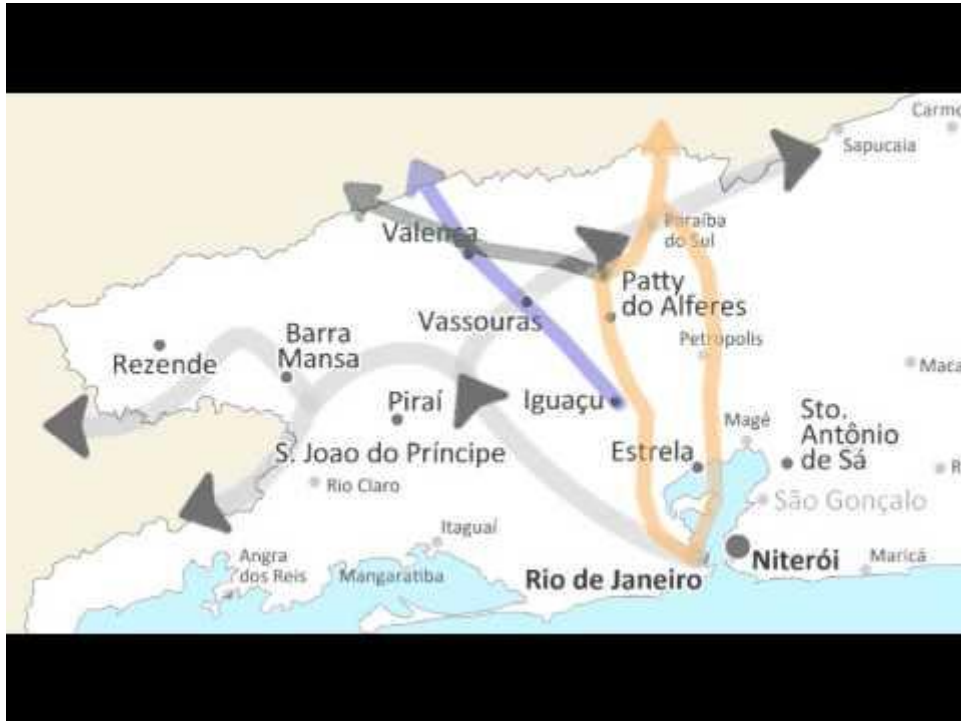 Carmo
Sapucaia
Valença
Paraíba
do Sul
Patty
do Alferes
Vassouras
Barra
Mansa
Rezende
Petropolis
Maca
Piraí
Iguaçu
Sto.
Antônio
de Sá
Magé
Estrela
S. Joao do Príncipe
R
Rio Claro
São Gonçalo
Itaguaí
Angra
dos Reis
Mangaratiba
Rio de Janeiro
Niterói
Maricá